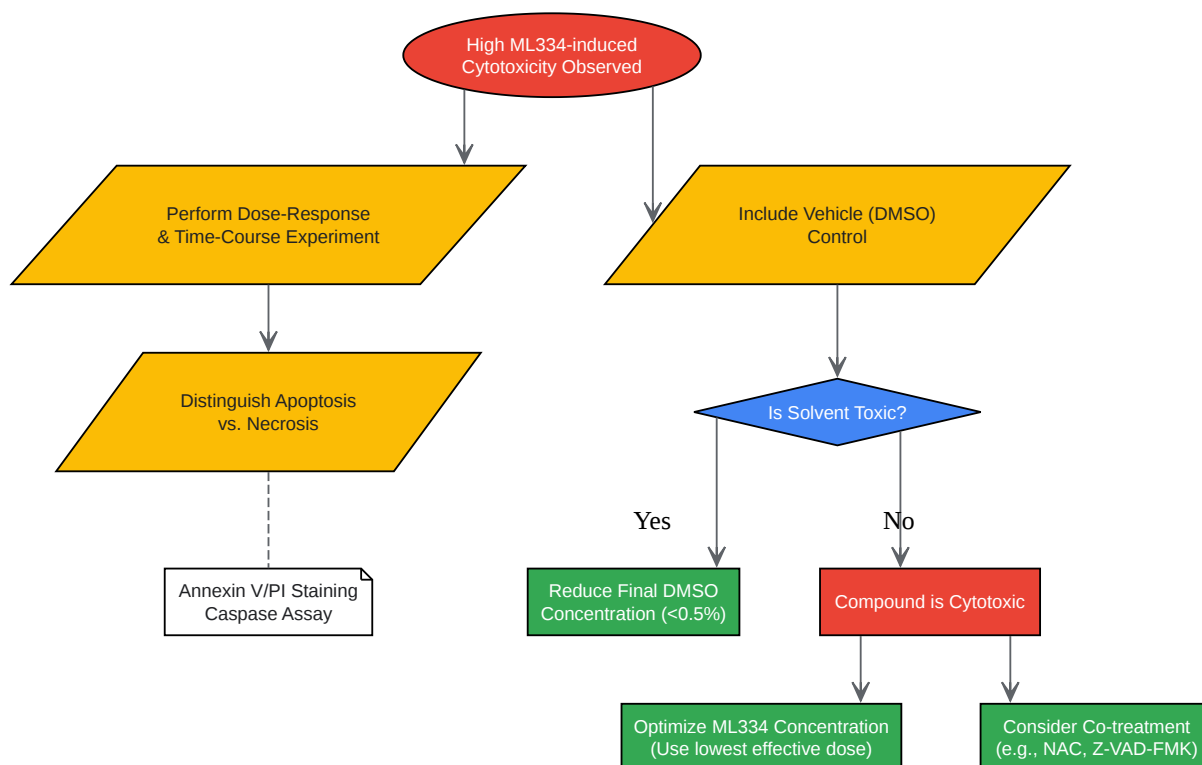 High ML334-induced
Cytotoxicity Observed
Perform Dose-Response
& Time-Course Experiment
Include Vehicle (DMSO)
Control
Distinguish Apoptosis
vs. Necrosis
Is Solvent Toxic?
Yes
No
Annexin V/PI Staining
Caspase Assay
Reduce Final DMSO
Concentration (<0.5%)
Compound is Cytotoxic
Optimize ML334 Concentration
(Use lowest effective dose)
Consider Co-treatment
(e.g., NAC, Z-VAD-FMK)